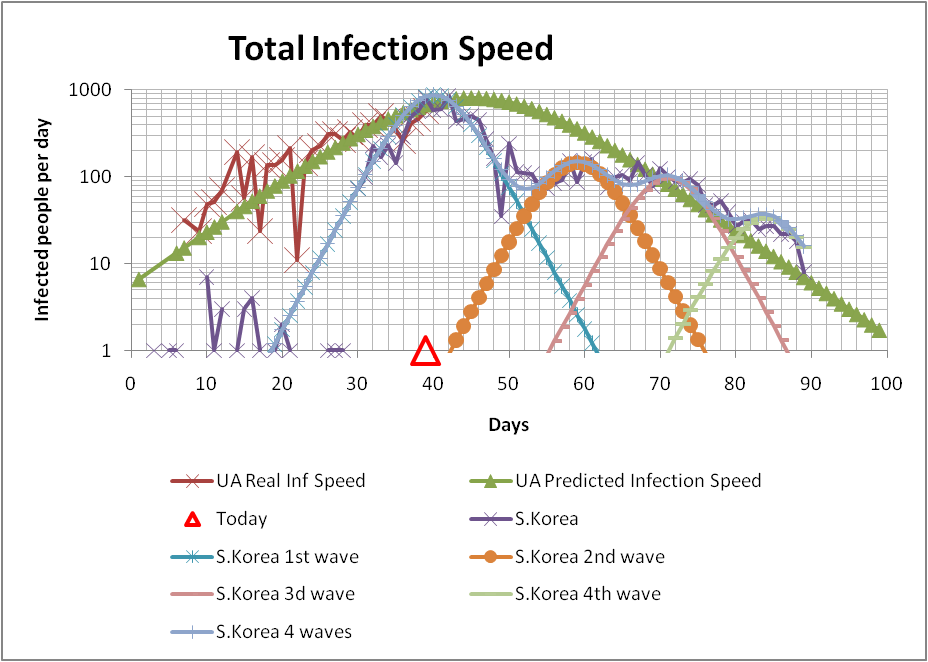 Total Infection Speed
Infected people per day
1000
100
10
1
0 10 20 30 40 50 60 70 80 90 100
Days
UA Real Inf Speed
UA Predicted Infection Speed
Today
S.Korea
S.Korea 1st wave
S.Korea 2nd wave
S.Korea 3d wave
S.Korea 4th wave
S.Korea 4 waves